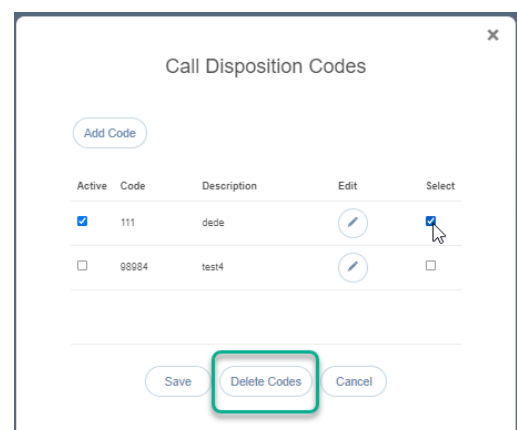 Call Disposition Codes
Add Code
Active Code Description Edit Select
111 dede
98984 test4
Save Delete Codes Cancel